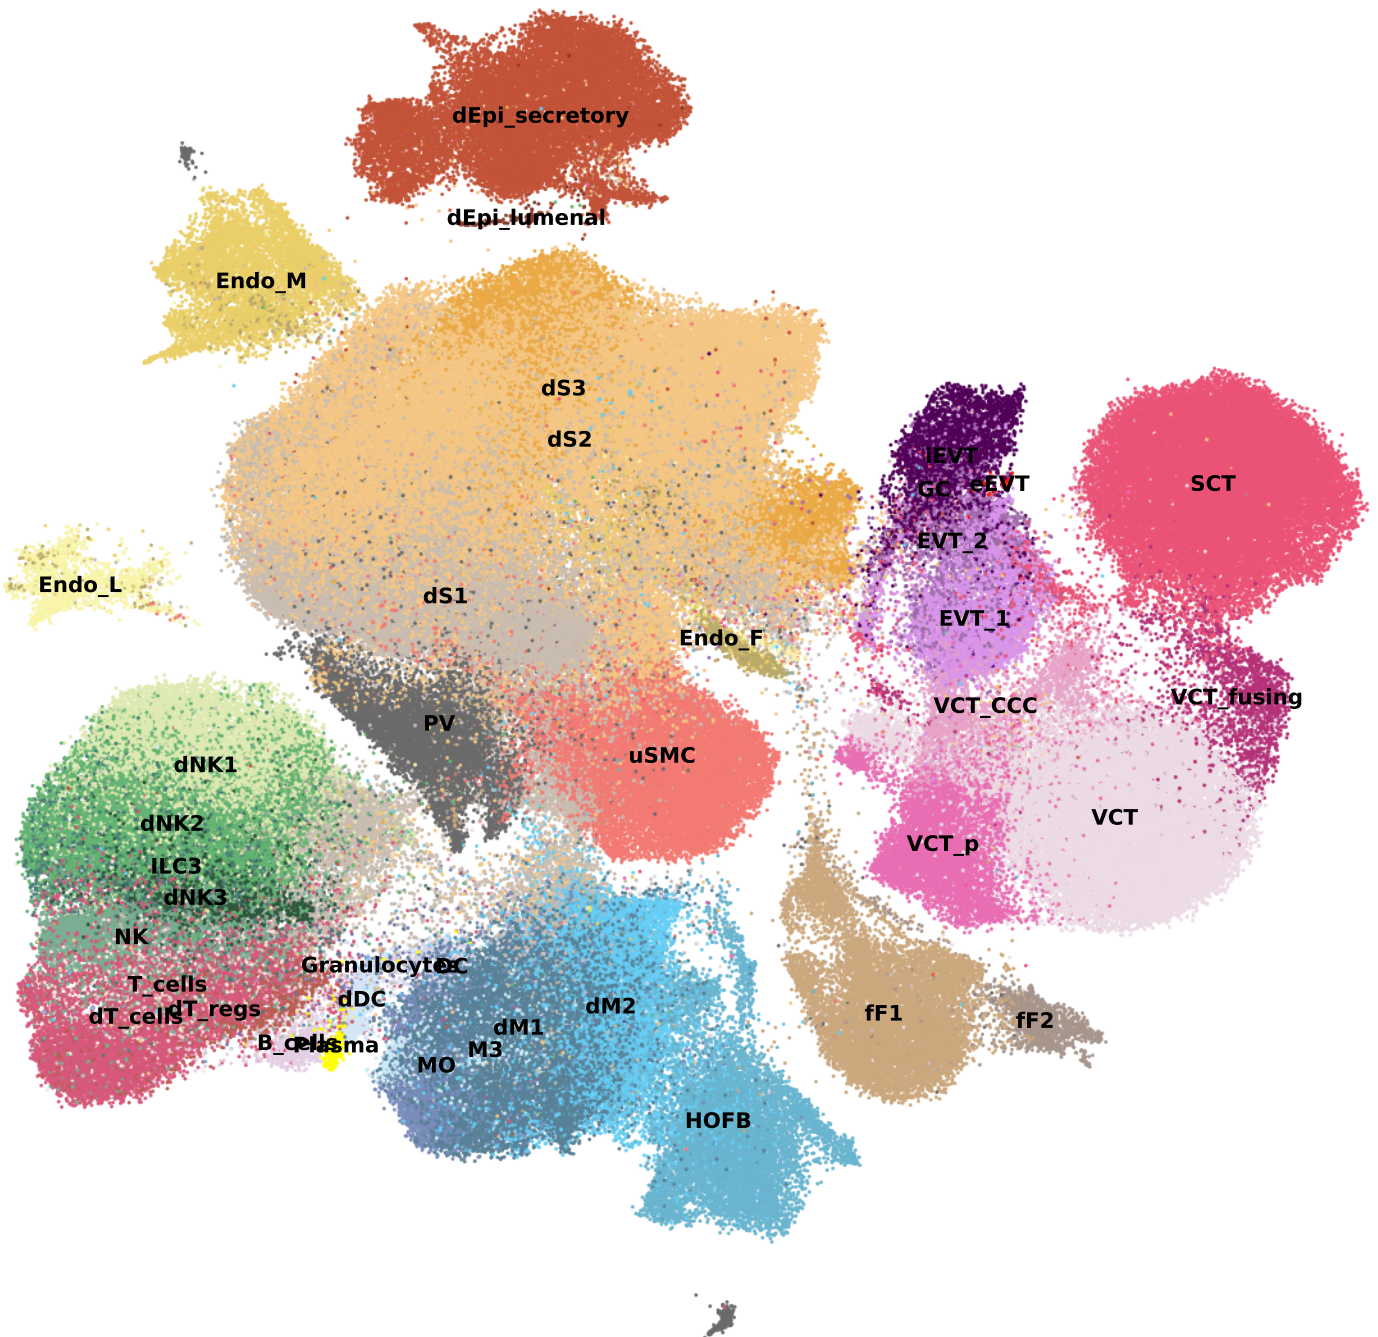 dEpi_secretory
dEpi_lumenal
Endo_M
dS3
dS2
iEVT
GC
eEVT
SCT
EVT_2
Endo_L
dS1
EVT_1
Endo_F
VCT_fusing
VCT_CCC
PV
uSMC
dNK1
VCT
dNK2
VCT_p
ILC3
dNK3
NK
Granulocytes
DC
T_cells
dDC
dM2
dT_regs
dT_cells
fF1
fF2
dM1
B_cells
Plasma
M3
MO
HOFB